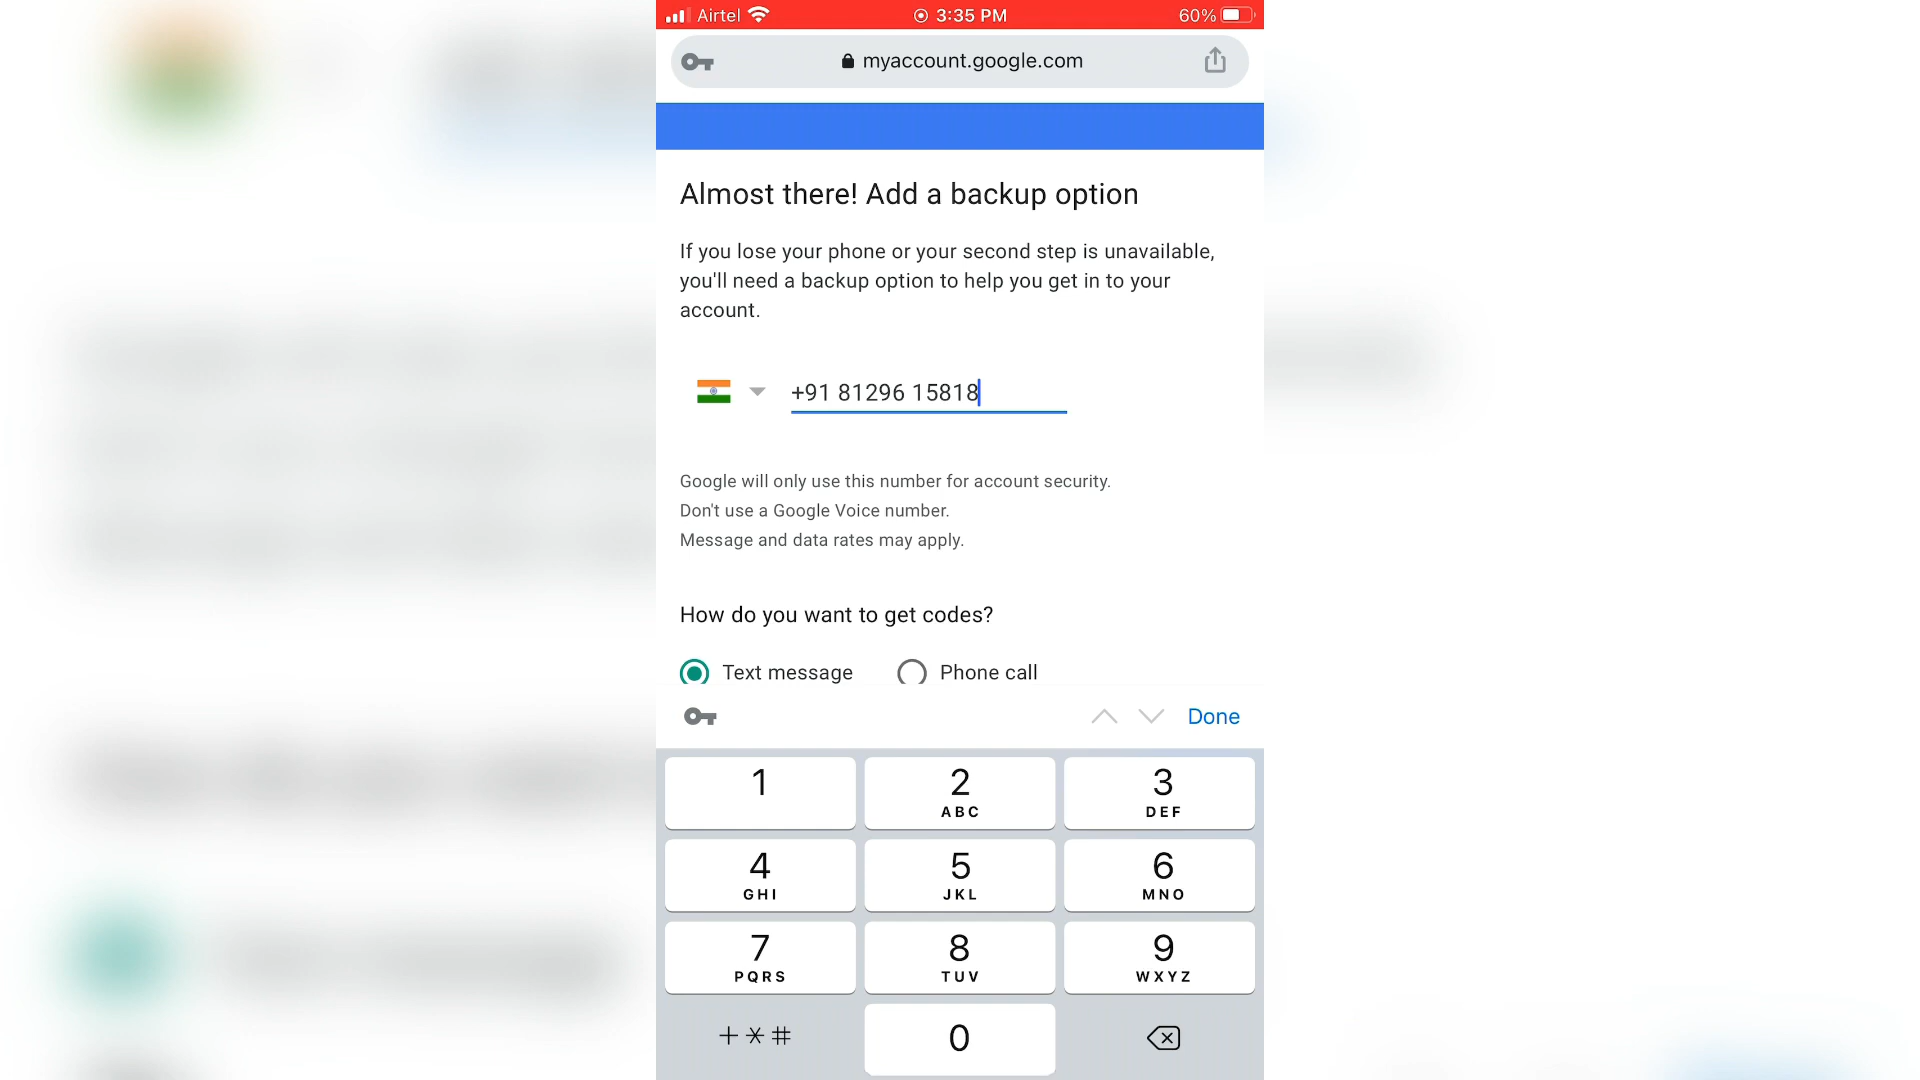 Airtel 3:35 PM 60%
myaccount.google.com
Almost there! Add a backup option
If you lose your phone or your second step is unavailable,
you'll need a backup option to help you get in to your
account.
+91 81296 15818
Google will only use this number for account security.
Don't use a Google Voice number.
Message and data rates may apply.
How do you want to get codes?
Text message Phone call
Done
1 2 3
ABC DEF
4 5 6
GHI JKL MNO
7 8 9
PQRS TUV WXYZ
+*# 0